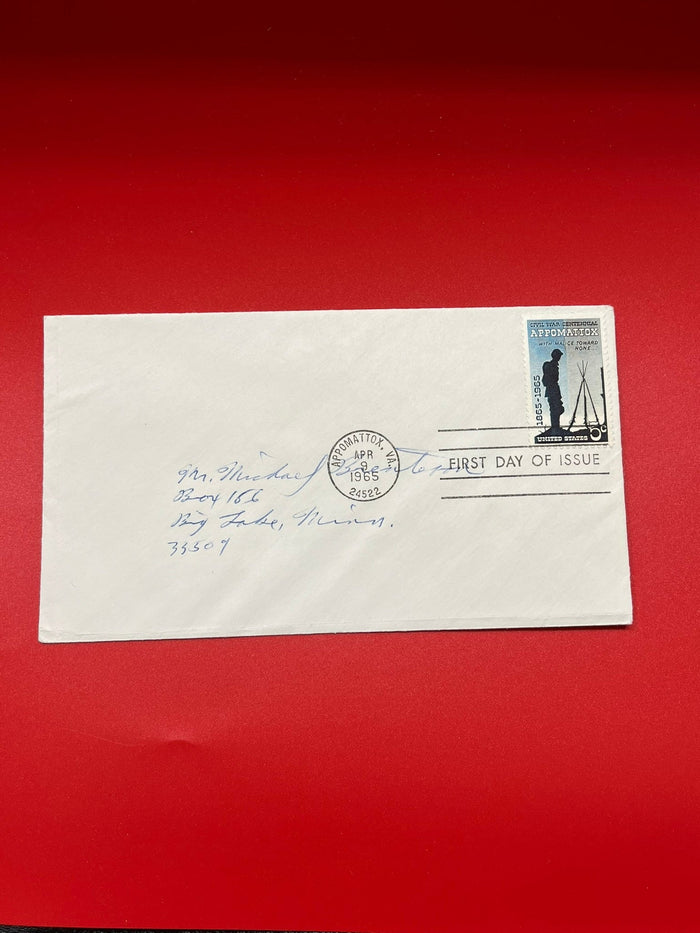 CIVIL WAR CENTENNIAL
APPOMATTOX
"...WITH MALICE TOWARD
NONE..."
1865-1965
UNITED STATES 5c
APPOMATTOX, VA.
APR
9
1965
24522
FIRST DAY OF ISSUE
Mr. Michael
Box 166
Big Lake, Minn.